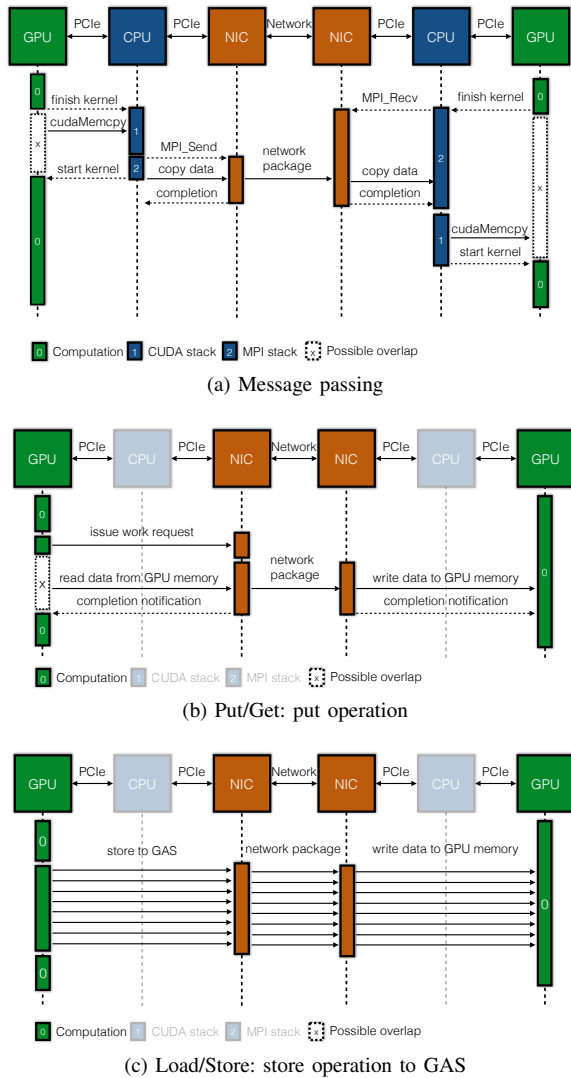 GPU PCIe CPU PCIe NIC Network NIC PCIe CPU PCIe GPU
0 finish kernel MPI_Recv finish kernel 0
cudaMemcpy 1
x MPI_Send network package 2 x
start kernel 2 copy data copy data
completion completion
0 1 cudaMemcpy
start kernel
0
0 Computation 1 CUDA stack 2 MPI stack x Possible overlap
(a) Message passing
GPU PCIe CPU PCIe NIC Network NIC PCIe CPU PCIe GPU
0
issue work request
network package
x read data from GPU memory write data to GPU memory 0
completion notification completion notification
0
0 Computation 1 CUDA stack 2 MPI stack x Possible overlap
(b) Put/Get: put operation
GPU PCIe CPU PCIe NIC Network NIC PCIe CPU PCIe GPU
0
store to GAS network package write data to GPU memory
0
0
0 Computation 1 CUDA stack 2 MPI stack x Possible overlap
(c) Load/Store: store operation to GAS